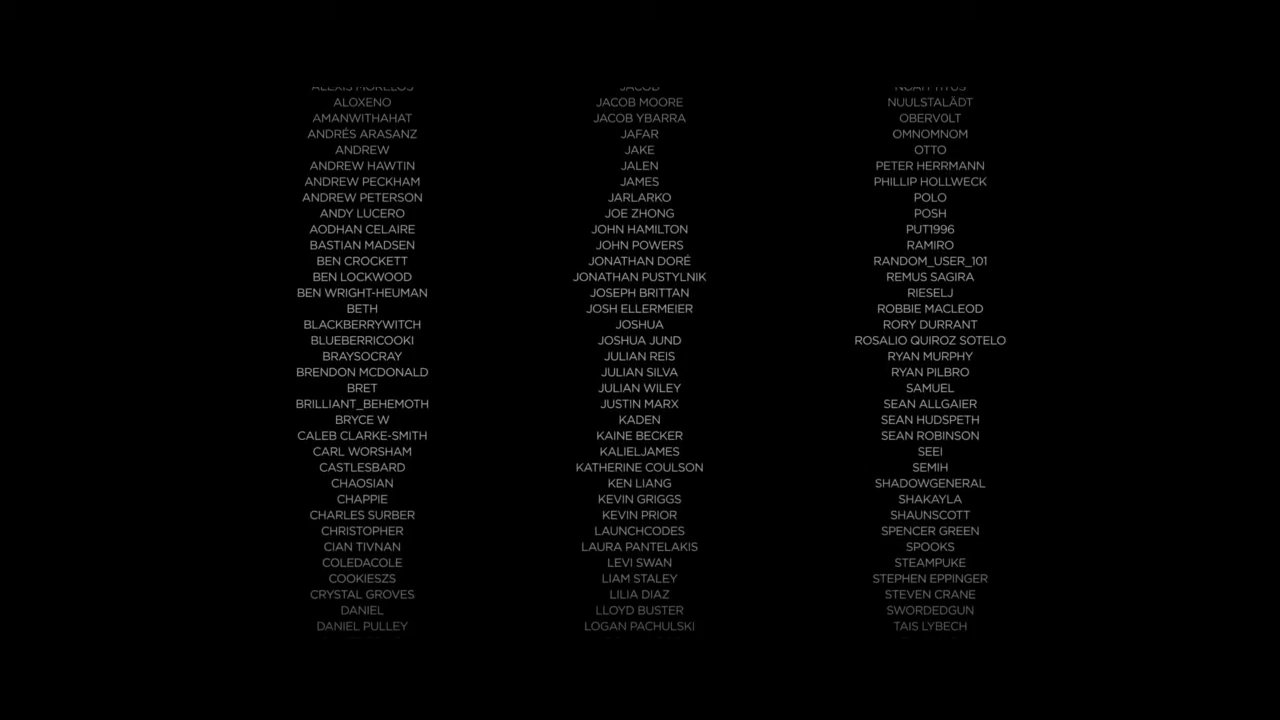 ALEXIS MORELOS
ALOXENO
AMANWITHAHAT
ANDRÉS ARASANZ
ANDREW
ANDREW HAWTIN
ANDREW PECKHAM
ANDREW PETERSON
ANDY LUCERO
AODHAN CELAIRE
BASTIAN MADSEN
BEN CROCKETT
BEN LOCKWOOD
BEN WRIGHT-HEUMAN
BETH
BLACKBERRYWITCH
BLUEBERRICOOKI
BRAYSOCRAY
BRENDON MCDONALD
BRET
BRILLIANT_BEHEMOTH
BRYCE W
CALEB CLARKE-SMITH
CARL WORSHAM
CASTLESBARD
CHAOSIAN
CHAPPIE
CHARLES SURBER
CHRISTOPHER
CIAN TIVNAN
COLEDACOLE
COOKIESZS
CRYSTAL GROVES
DANIEL
DANIEL PULLEY
JACOB
JACOB MOORE
JACOB YBARRA
JAFAR
JAKE
JALEN
JAMES
JARLARKO
JOE ZHONG
JOHN HAMILTON
JOHN POWERS
JONATHAN DORÉ
JONATHAN PUSTYLNIK
JOSEPH BRITTAN
JOSH ELLERMEIER
JOSHUA
JOSHUA JUND
JULIAN REIS
JULIAN SILVA
JULIAN WILEY
JUSTIN MARX
KADEN
KAINE BECKER
KALIELJAMES
KATHERINE COULSON
KEN LIANG
KEVIN GRIGGS
KEVIN PRIOR
LAUNCHCODES
LAURA PANTELAKIS
LEVI SWAN
LIAM STALEY
LILIA DIAZ
LLOYD BUSTER
LOGAN PACHULSKI
NOAH TITUS
NUULSTALÄDT
OBERV0LT
OMNOMNOM
OTTO
PETER HERRMANN
PHILLIP HOLLWECK
POLO
POSH
PUT1996
RAMIRO
RANDOM_USER_101
REMUS SAGIRA
RIESELJ
ROBBIE MACLEOD
RORY DURRANT
ROSALIO QUIROZ SOTELO
RYAN MURPHY
RYAN PILBRO
SAMUEL
SEAN ALLGAIER
SEAN HUDSPETH
SEAN ROBINSON
SEEI
SEMIH
SHADOWGENERAL
SHAKAYLA
SHAUNSCOTT
SPENCER GREEN
SPOOKS
STEAMPUKE
STEPHEN EPPINGER
STEVEN CRANE
SWORDEDGUN
TAIS LYBECH